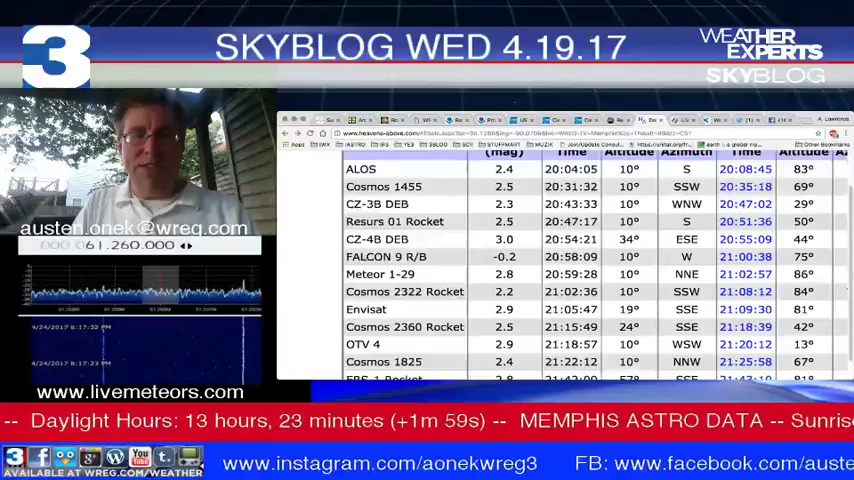 3
SKYBLOG WED 4.19.17
WEATHER
EXPERTS
SKYBLOG
austen.onek@wreg.com
61.260.000
4/24/2017 8:17:32 PM
4/24/2017 8:17:23 PM
www.livemeteors.com
(mag) Time Altitude Azimuth Time Altitude
ALOS 2.4 20:04:05 10° S 20:08:45 83°
Cosmos 1455 2.5 20:31:32 10° SSW 20:35:18 69°
CZ-3B DEB 2.3 20:43:33 10° WNW 20:47:02 29°
Resurs 01 Rocket 2.5 20:47:17 10° S 20:51:36 50°
CZ-4B DEB 3.0 20:54:21 34° ESE 20:55:09 44°
FALCON 9 R/B -0.2 20:58:09 10° W 21:00:38 75°
Meteor 1-29 2.8 20:59:28 10° NNE 21:02:57 86°
Cosmos 2322 Rocket 2.2 21:02:36 10° SSW 21:08:12 84°
Envisat 2.9 21:05:47 19° SSE 21:09:30 81°
Cosmos 2360 Rocket 2.5 21:15:49 24° SSE 21:18:39 42°
OTV 4 2.9 21:18:57 10° WSW 21:20:12 13°
Cosmos 1825 2.4 21:22:12 10° NNW 21:25:58 67°
-- Daylight Hours: 13 hours, 23 minutes (+1m 59s) -- MEMPHIS ASTRO DATA -- Sunrise
3
AVAILABLE AT WREG.COM/WEATHER
www.instagram.com/aonekwreg3 FB: www.facebook.com/auste